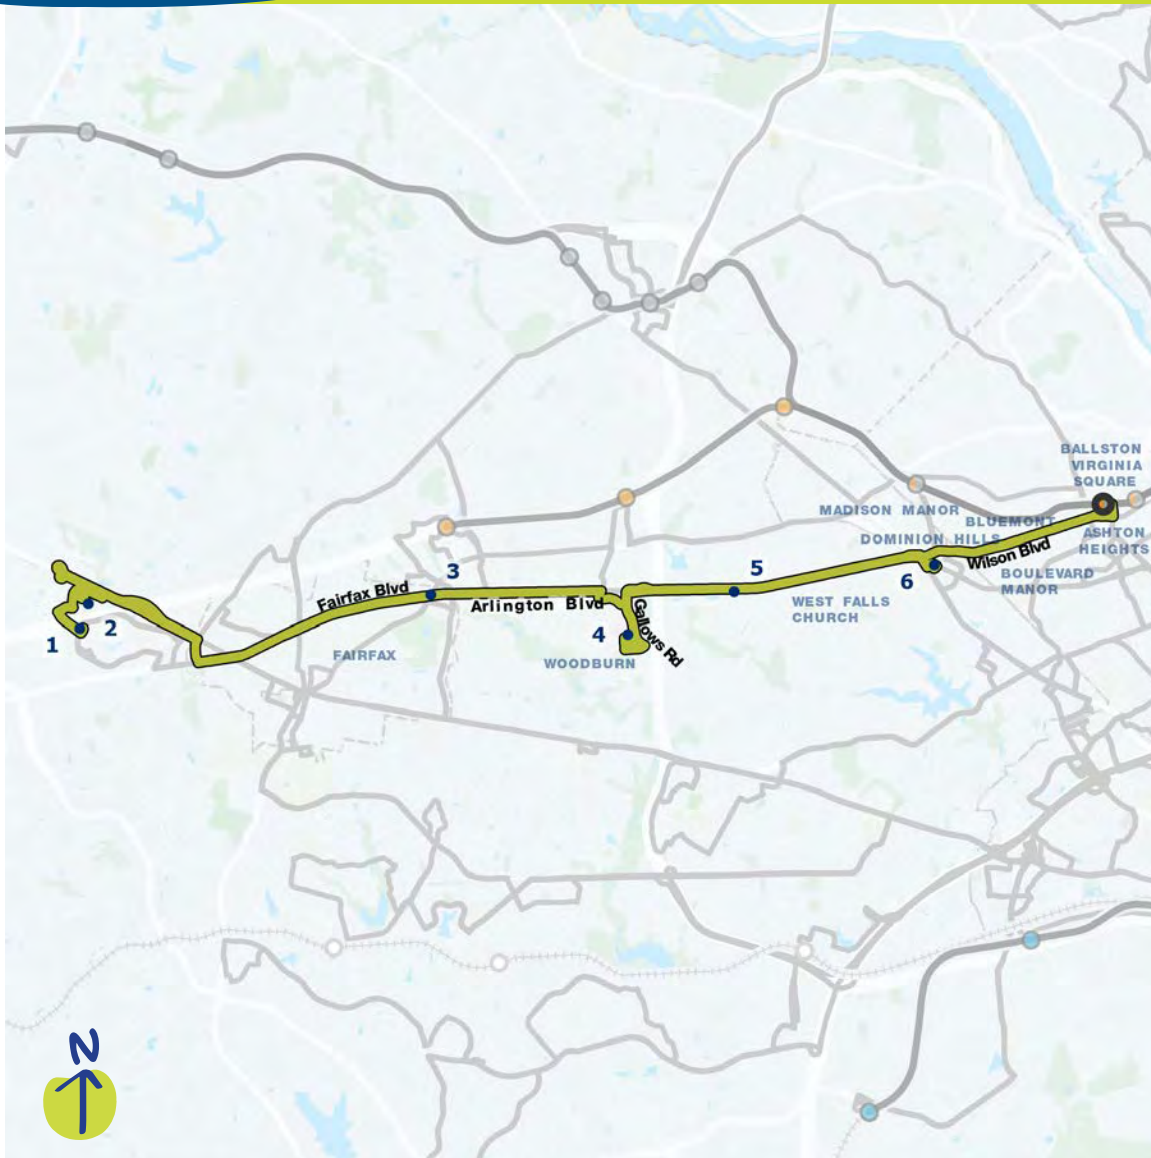 BALLSTON
VIRGINIA
SQUARE
MADISON MANOR
BLUEMONT
DOMINION HILLS
ASHTON
HEIGHTS
Wilson Blvd
BOULEVARD
MANOR
6
5
WEST FALLS
CHURCH
3
Fairfax Blvd
Arlington Blvd
Gallows Rd
4
WOODBURN
FAIRFAX
2
1
N